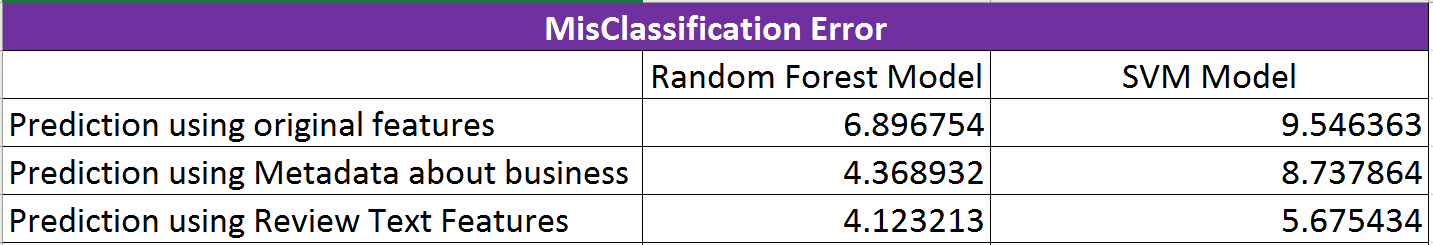 MisClassification Error
Random Forest Model SVM Model
Prediction using original features 6.896754 9.546363
Prediction using Metadata about business 4.368932 8.737864
Prediction using Review Text Features 4.123213 5.675434